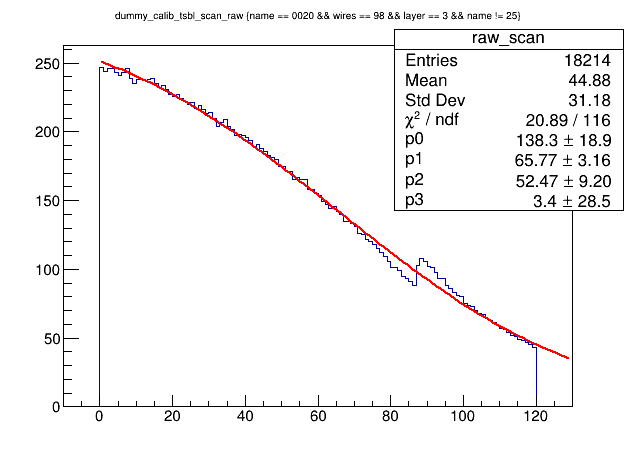 dummy_calib_tsbl_scan_raw {name == 0020 && wires == 98 && layer == 3 && name != 25}
raw_scan
Entries 18214
Mean 44.88
Std Dev 31.18
χ² / ndf 20.89 / 116
p0 138.3 ± 18.9
p1 65.77 ± 3.16
p2 52.47 ± 9.20
p3 3.4 ± 28.5
250
200
150
100
50
0
0 20 40 60 80 100 120